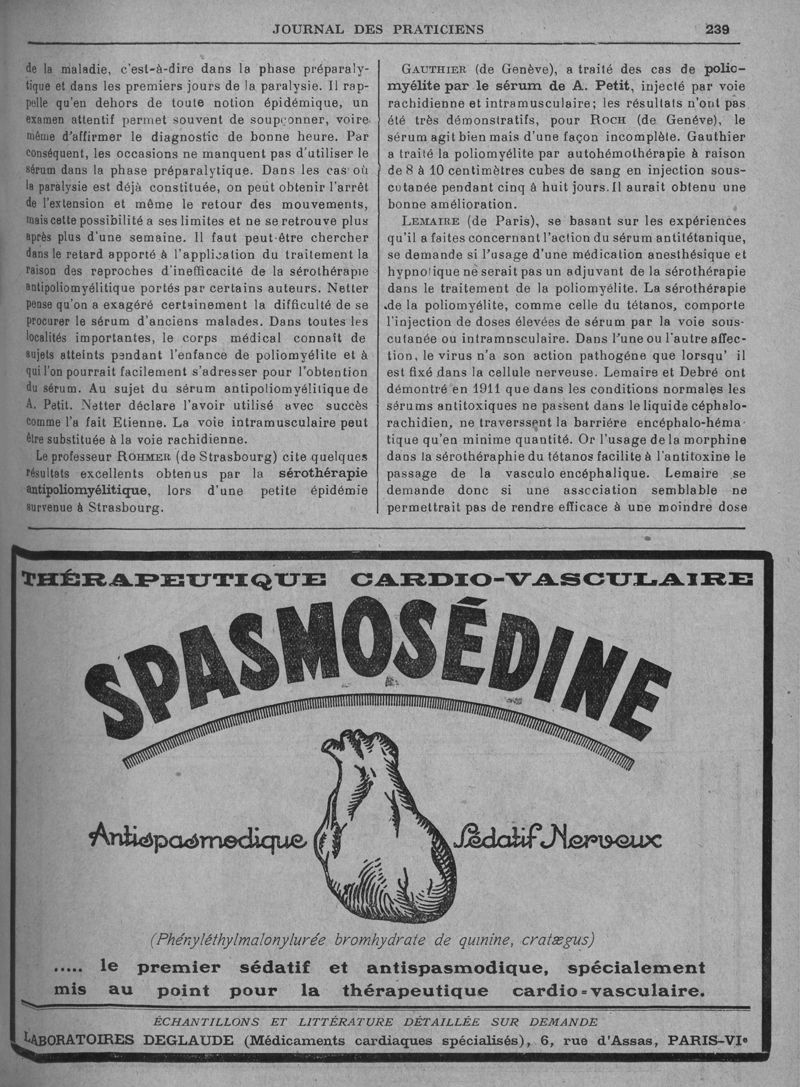 JOURNAL DES PRATICIENS 239
de la maladie, c'est-à-dire dans la phase préparaly-
tique et dans les premiers jours de la paralysie. Il rap-
pelle qu'en dehors de toute notion épidémique, un
examen attentif permet souvent de soupçonner, voire
même d'affirmer le diagnostic de bonne heure. Par
conséquent, les occasions ne manquent pas d'utiliser le
sérum dans la phase préparalytique. Dans les cas où
la paralysie est déjà constituée, on peut obtenir l'arrêt
de l'extension et même le retour des mouvements,
mais cette possibilité a ses limites et ne se retrouve plus
après plus d'une semaine. Il faut peut-être chercher
dans le retard apporté à l'application du traitement la
raison des reproches d'inefficacité de la sérothérapie
antipoliomyélitique portés par certains auteurs. Netter
pense qu'on a exagéré certainement la difficulté de se
procurer le sérum d'anciens malades. Dans toutes les
localités importantes, le corps médical connaît de
sujets atteints pendant l'enfance de poliomyélite et à
qui l'on pourrait facilement s'adresser pour l'obtention
du sérum. Au sujet du sérum antipoliomyélitique de
A. Petit. Netter déclare l'avoir utilisé avec succès
comme l'a fait Etienne. La voie intramusculaire peut
être substituée à la voie rachidienne.
Le professeur ROHMER (de Strasbourg) cite quelques
résultats excellents obtenus par la sérothérapie
antipoliomyélitique, lors d'une petite épidémie
survenue à Strasbourg.
GAUTHIER (de Genève), a traité des cas de polio-
myélite par le sérum de A. Petit, injecté par voie
rachidienne et intramusculaire; les résultats n'ont pas
été très démonstratifs, pour ROCH (de Genéve), le
sérum agit bien mais d'une façon incomplète. Gauthier
a traité la poliomyélite par autohémothérapie à raison
de 8 à 10 centimètres cubes de sang en injection sous-
cutanée pendant cinq à huit jours. Il aurait obtenu une
bonne amélioration.
LEMAIRE (de Paris), se basant sur les expériences
qu'il a faites concernant l'action du sérum antitétanique,
se demande si l'usage d'une médication anesthésique et
hypnotique ne serait pas un adjuvant de la sérothérapie
dans le traitement de la poliomyélite. La sérothérapie
de la poliomyélite, comme celle du tétanos, comporte
l'injection de doses élevées de sérum par la voie sous-
cutanée ou intramnsculaire. Dans l'une ou l'autre affec-
tion, le virus n'a son action pathogéne que lorsqu' il
est fixé dans la cellule nerveuse. Lemaire et Debré ont
démontré en 1911 que dans les conditions normales les
sérums antitoxiques ne passent dans le liquide céphalo-
rachidien, ne traversent la barrière encéphalo-héma-
tique qu'en minime quantité. Or l'usage de la morphine
dans la sérothéraphie du tétanos facilite à l'antitoxine le
passage de la vasculo encéphalique. Lemaire se
demande donc si une association semblable ne
permettrait pas de rendre efficace à une moindre dose
THÉRAPEUTIQUE CARDIO-VASCULAIRE
SPASMOSÉDINE
Antispasmodique Sédatif Nerveux
(Phényléthylmalonylurée bromhydrate de quinine, cratægus)
..... le premier sédatif et antispasmodique, spécialement
mis au point pour la thérapeutique cardio-vasculaire.
ÉCHANTILLONS ET LITTÉRATURE DÉTAILLÉE SUR DEMANDE
LABORATOIRES DEGLAUDE (Médicaments cardiaques spécialisés), 6, rue d'Assas, PARIS-VIe